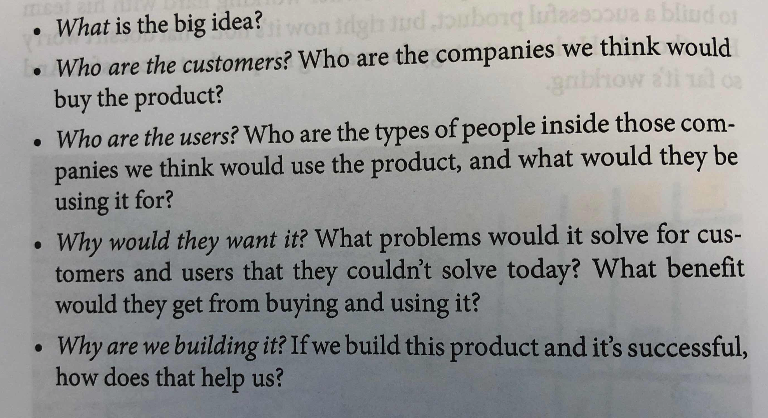 • What is the big idea?
• Who are the customers? Who are the companies we think would
buy the product?
• Who are the users? Who are the types of people inside those com-
panies we think would use the product, and what would they be
using it for?
• Why would they want it? What problems would it solve for cus-
tomers and users that they couldn't solve today? What benefit
would they get from buying and using it?
• Why are we building it? If we build this product and it's successful,
how does that help us?